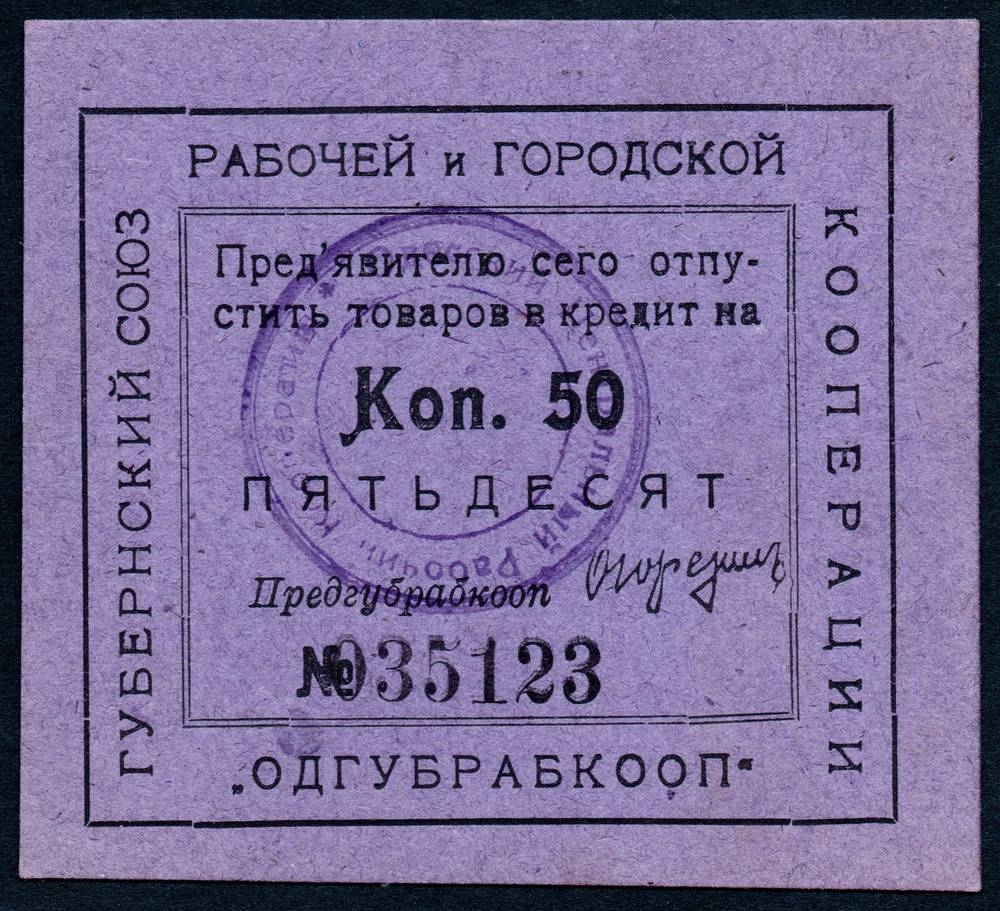 РАБОЧЕЙ и ГОРОДСКОЙ
ГУБЕРНСКИЙ СОЮЗ
КООПЕРАЦИИ
Пред'явителю сего отпу-
стить товаров в кредит на
Коп. 50
ПЯТЬДЕСЯТ
Предгубрабкооп
№035123
„ОДГУБРАБКООП“